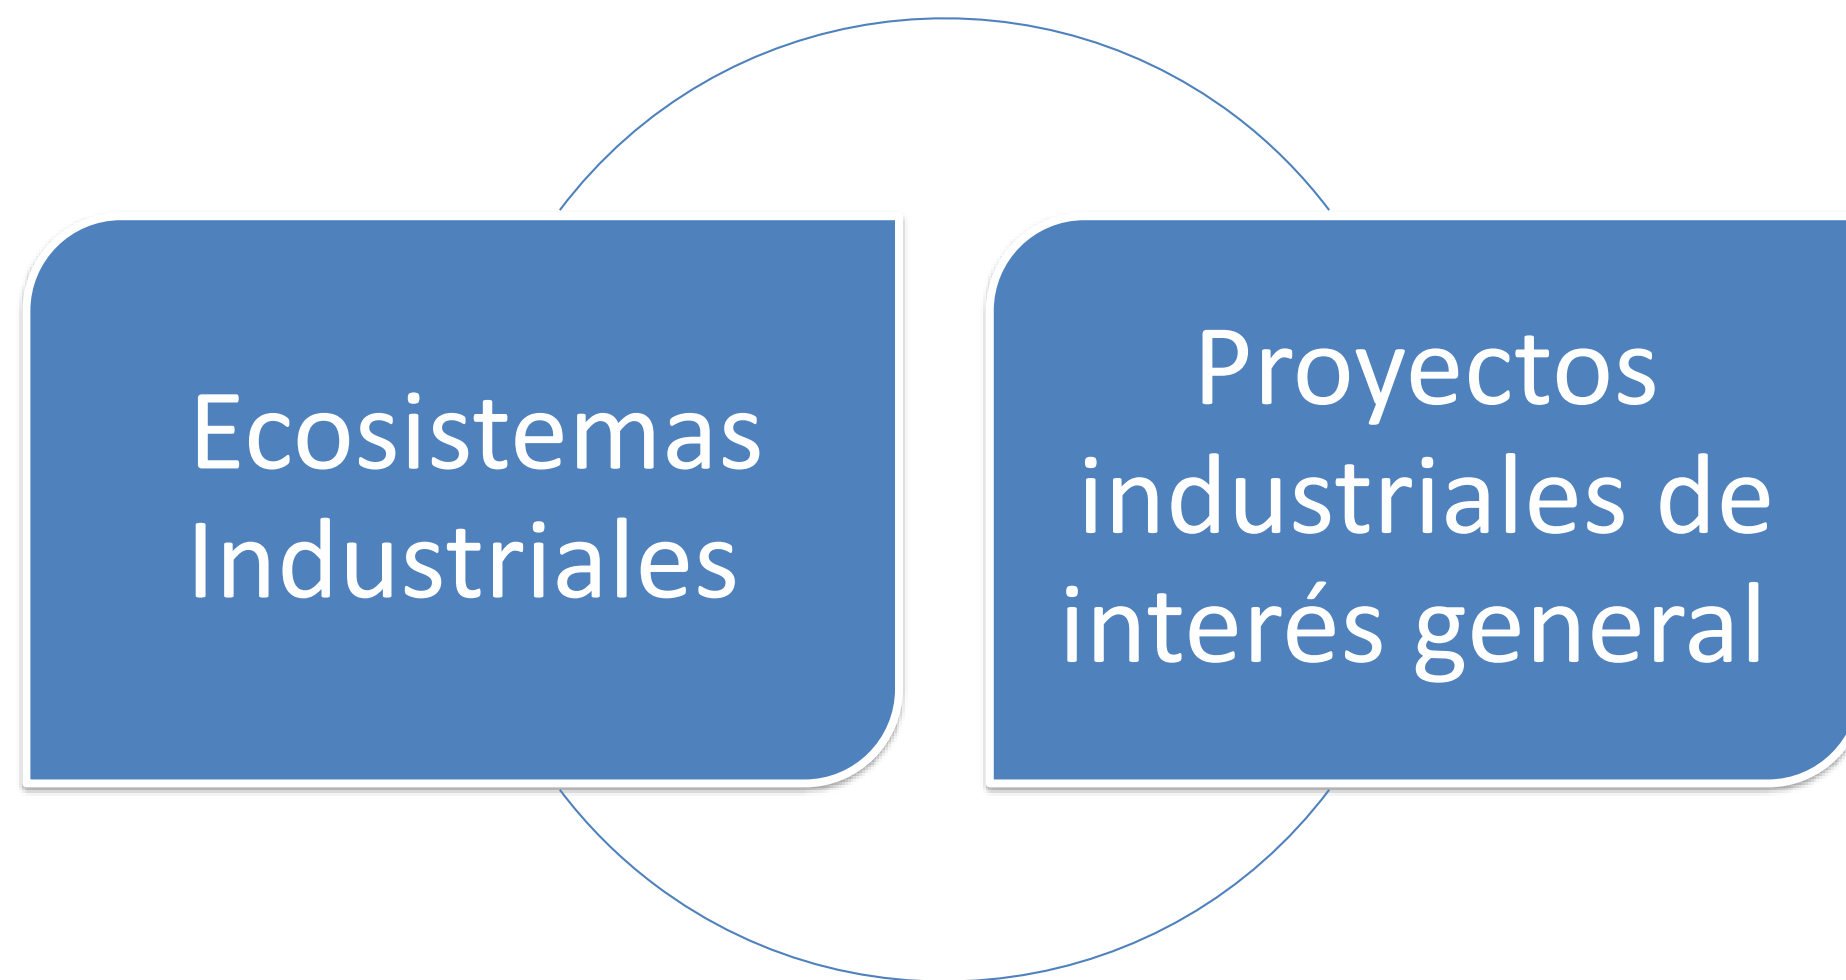 Ecosistemas
Industriales
Proyectos
industriales de
interés general